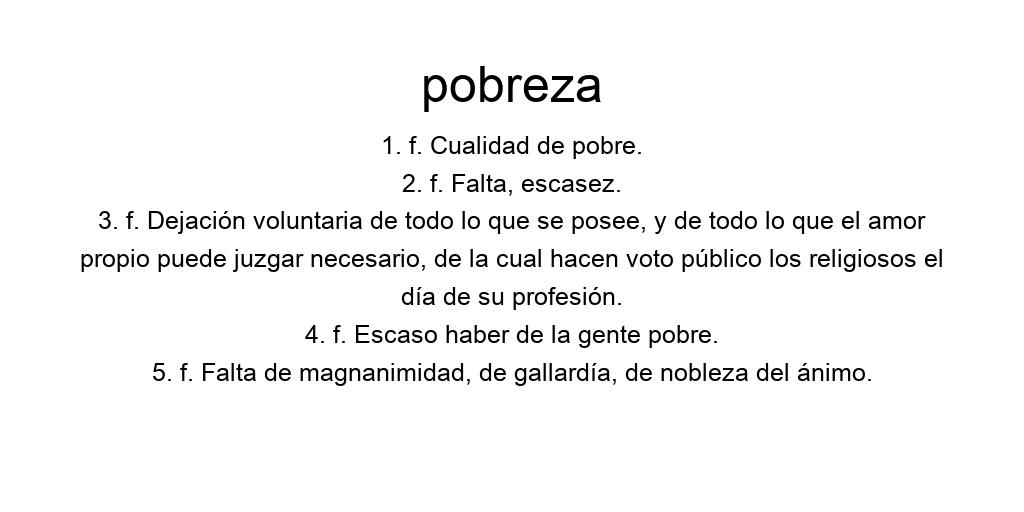 pobreza
1. f. Cualidad de pobre.
2. f. Falta, escasez.
3. f. Dejación voluntaria de todo lo que se posee, y de todo lo que el amor
propio puede juzgar necesario, de la cual hacen voto público los religiosos el
día de su profesión.
4. f. Escaso haber de la gente pobre.
5. f. Falta de magnanimidad, de gallardía, de nobleza del ánimo.